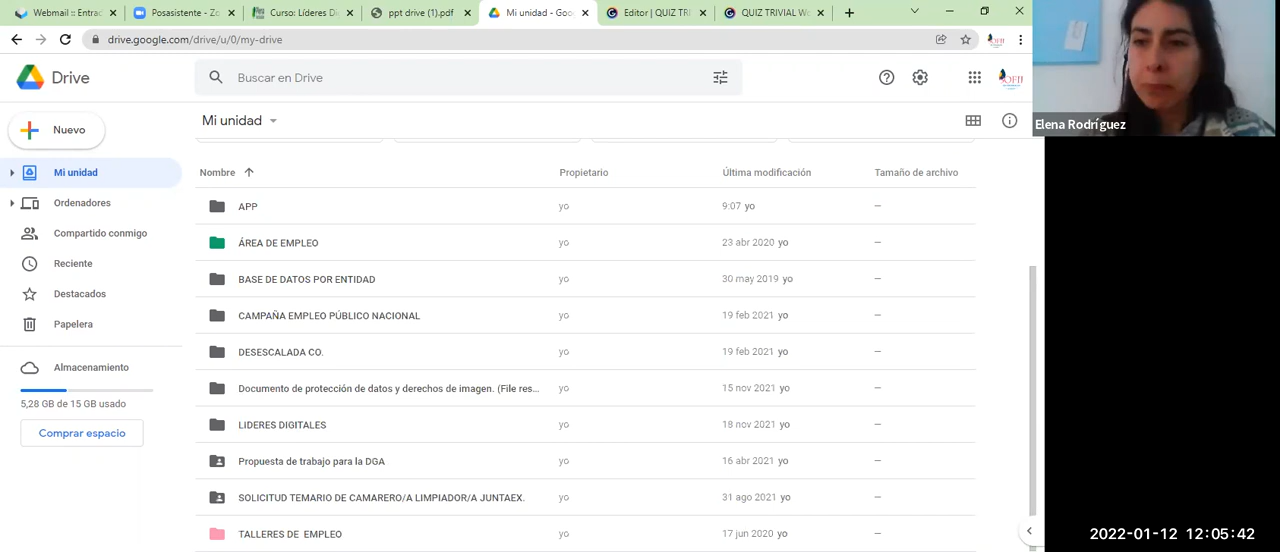 Webmail :: Entrad
Posasistente - Zo
Curso: Líderes Di
ppt drive (1).pdf
Mi unidad - Goo
Editor | QUIZ TRI
QUIZ TRIVIAL We
drive.google.com/drive/u/0/my-drive
Drive
Buscar en Drive
Nuevo
Mi unidad
Mi unidad
Ordenadores
Compartido conmigo
Reciente
Destacados
Papelera
Almacenamiento
5,28 GB de 15 GB usado
Comprar espacio
Nombre Propietario Última modificación Tamaño de archivo
APP yo 9:07 yo —
ÁREA DE EMPLEO yo 23 abr 2020 yo —
BASE DE DATOS POR ENTIDAD yo 30 may 2019 yo —
CAMPAÑA EMPLEO PÚBLICO NACIONAL yo 19 feb 2021 yo —
DESESCALADA CO. yo 19 feb 2021 yo —
Documento de protección de datos y derechos de imagen. (File res... yo 15 nov 2021 yo —
LIDERES DIGITALES yo 18 nov 2021 yo —
Propuesta de trabajo para la DGA yo 16 abr 2021 yo —
SOLICITUD TEMARIO DE CAMARERO/A LIMPIADOR/A JUNTAEX. yo 31 ago 2021 yo —
TALLERES DE EMPLEO yo 17 jun 2020 yo —
Elena Rodríguez
2022-01-12 12:05:42